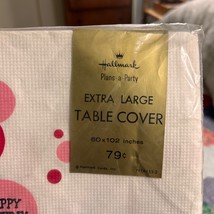 Hallmark
Plans-a-Party
EXTRA LARGE
TABLE COVER
60x102 inches
79¢